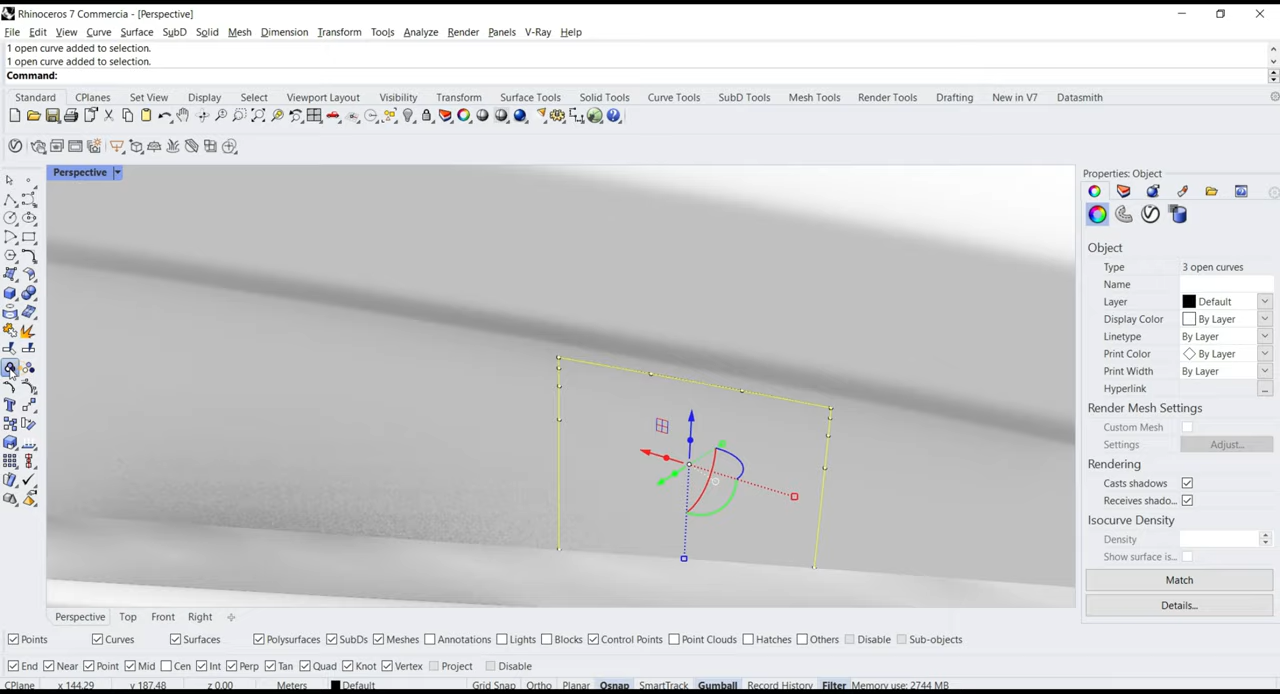 Rhinoceros 7 Commercia - [Perspective]
File Edit View Curve Surface SubD Solid Mesh Dimension Transform Tools Analyze Render Panels V-Ray Help
1 open curve added to selection.
1 open curve added to selection.
Command:
Standard CPlanes Set View Display Select Viewport Layout Visibility Transform Surface Tools Solid Tools Curve Tools SubD Tools Mesh Tools Render Tools Drafting New in V7 Datasmith
Perspective
Properties: Object
Object
Type 3 open curves
Name
Layer Default
Display Color By Layer
Linetype By Layer
Print Color By Layer
Print Width By Layer
Hyperlink ...
Render Mesh Settings
Custom Mesh
Settings Adjust...
Rendering
Casts shadows
Receives shado...
Isocurve Density
Density
Show surface is...
Match
Details...
Perspective Top Front Right
Points Curves Surfaces Polysurfaces SubDs Meshes Annotations Lights Blocks Control Points Point Clouds Hatches Others Disable Sub-objects
End Near Point Mid Cen Int Perp Tan Quad Knot Vertex Project Disable
CPlane x 144.29 y 187.48 z 0.00 Meters Default Grid Snap Ortho Planar Osnap SmartTrack Gumball Record History Filter Memory use: 2744 MB